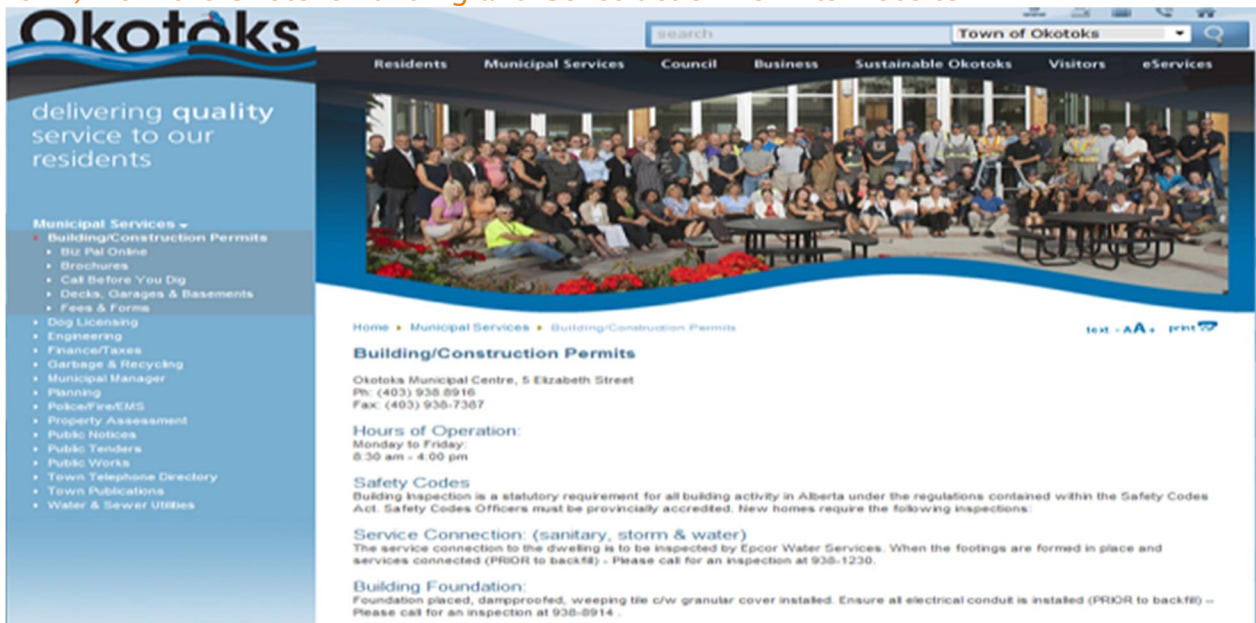 Okotoks
search
Town of Okotoks
Residents Municipal Services Council Business Sustainable Okotoks Visitors eServices
delivering quality
service to our
residents
Municipal Services
Building/Construction Permits
Biz Pal Online
Brochures
Call Before You Dig
Decks, Garages & Basements
Fees & Forms
Dog Licensing
Engineering
Finance/Taxes
Garbage & Recycling
Municipal Manager
Planning
Police/Fire/EMS
Property Assessment
Public Notices
Public Tenders
Public Works
Town Telephone Directory
Town Publications
Water & Sewer Utilities
Home Municipal Services Building/Construction Permits
text - AA+ print
Building/Construction Permits
Okotoks Municipal Centre, 5 Elizabeth Street
Ph: (403) 938.8916
Fax: (403) 938-7387
Hours of Operation:
Monday to Friday:
8:30 am - 4:00 pm
Safety Codes
Building Inspection is a statutory requirement for all building activity in Alberta under the regulations contained within the Safety Codes
Act. Safety Codes Officers must be provincially accredited. New homes require the following inspections:
Service Connection: (sanitary, storm & water)
The service connection to the dwelling is to be inspected by Epcor Water Services. When the footings are formed in place and
services connected (PRIOR to backfill) - Please call for an inspection at 938-1230.
Building Foundation:
Foundation placed, dampproofed, weeping tile c/w granular cover installed. Ensure all electrical conduit is installed (PRIOR to backfill) –
Please call for an inspection at 938-8914 .